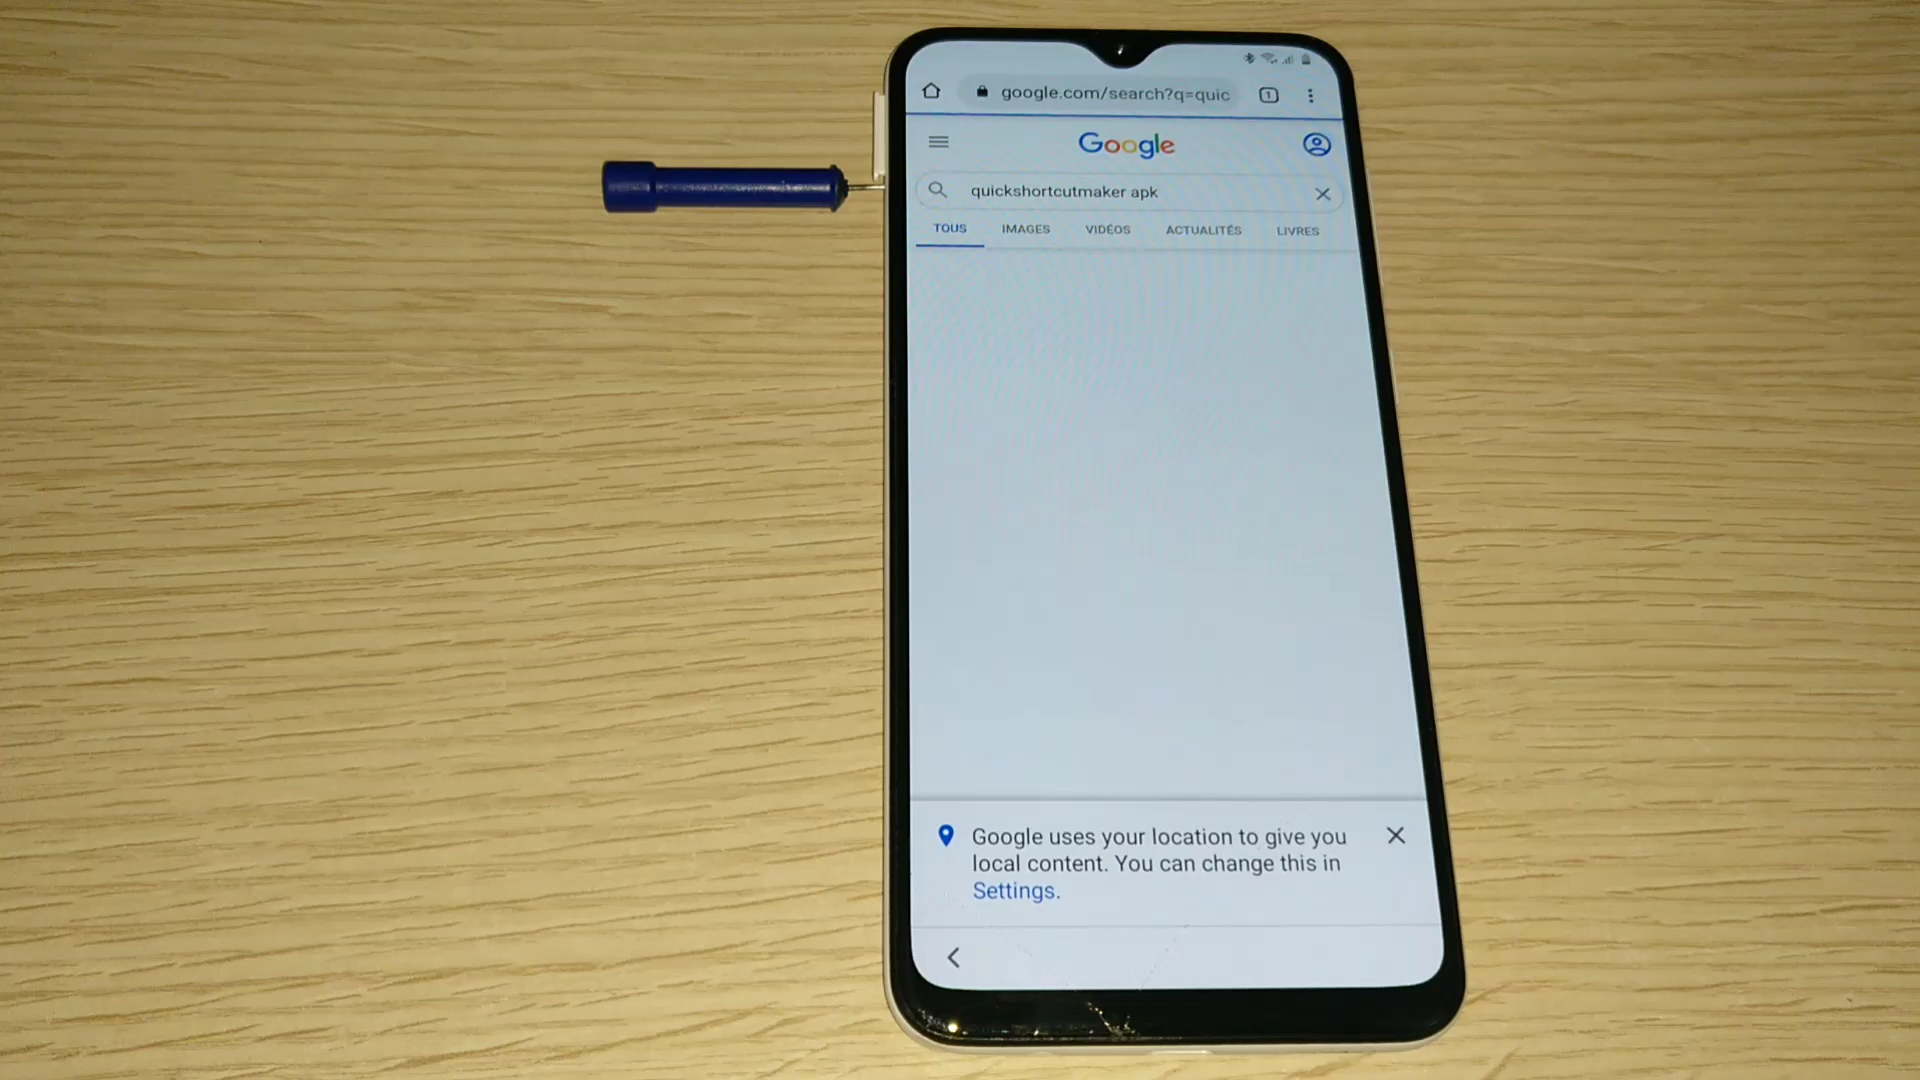 google.com/search?q=quic
1
Google
quickshortcutmaker apk
TOUS IMAGES VIDÉOS ACTUALITÉS LIVRES
Google uses your location to give you
local content. You can change this in
Settings.